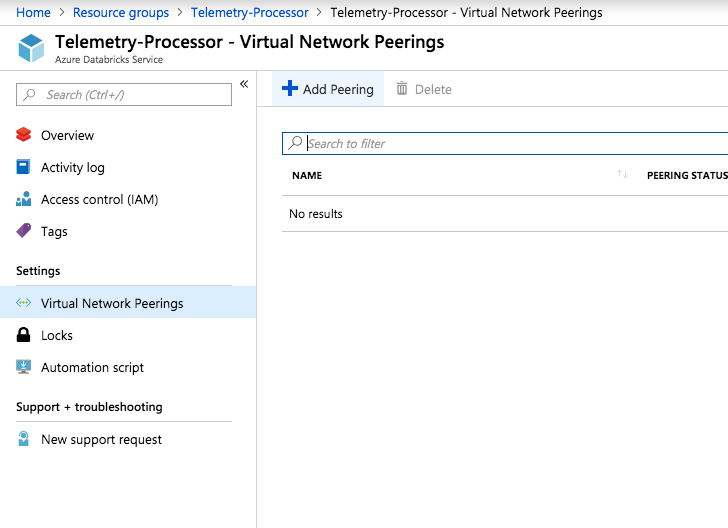 Home > Resource groups > Telemetry-Processor > Telemetry-Processor - Virtual Network Peerings
Telemetry-Processor - Virtual Network Peerings
Azure Databricks Service
Search (Ctrl+/)
Overview
Activity log
Access control (IAM)
Tags
Settings
Virtual Network Peerings
Locks
Automation script
Support + troubleshooting
New support request
Add Peering
Delete
Search to filter
NAME
PEERING STATUS
No results